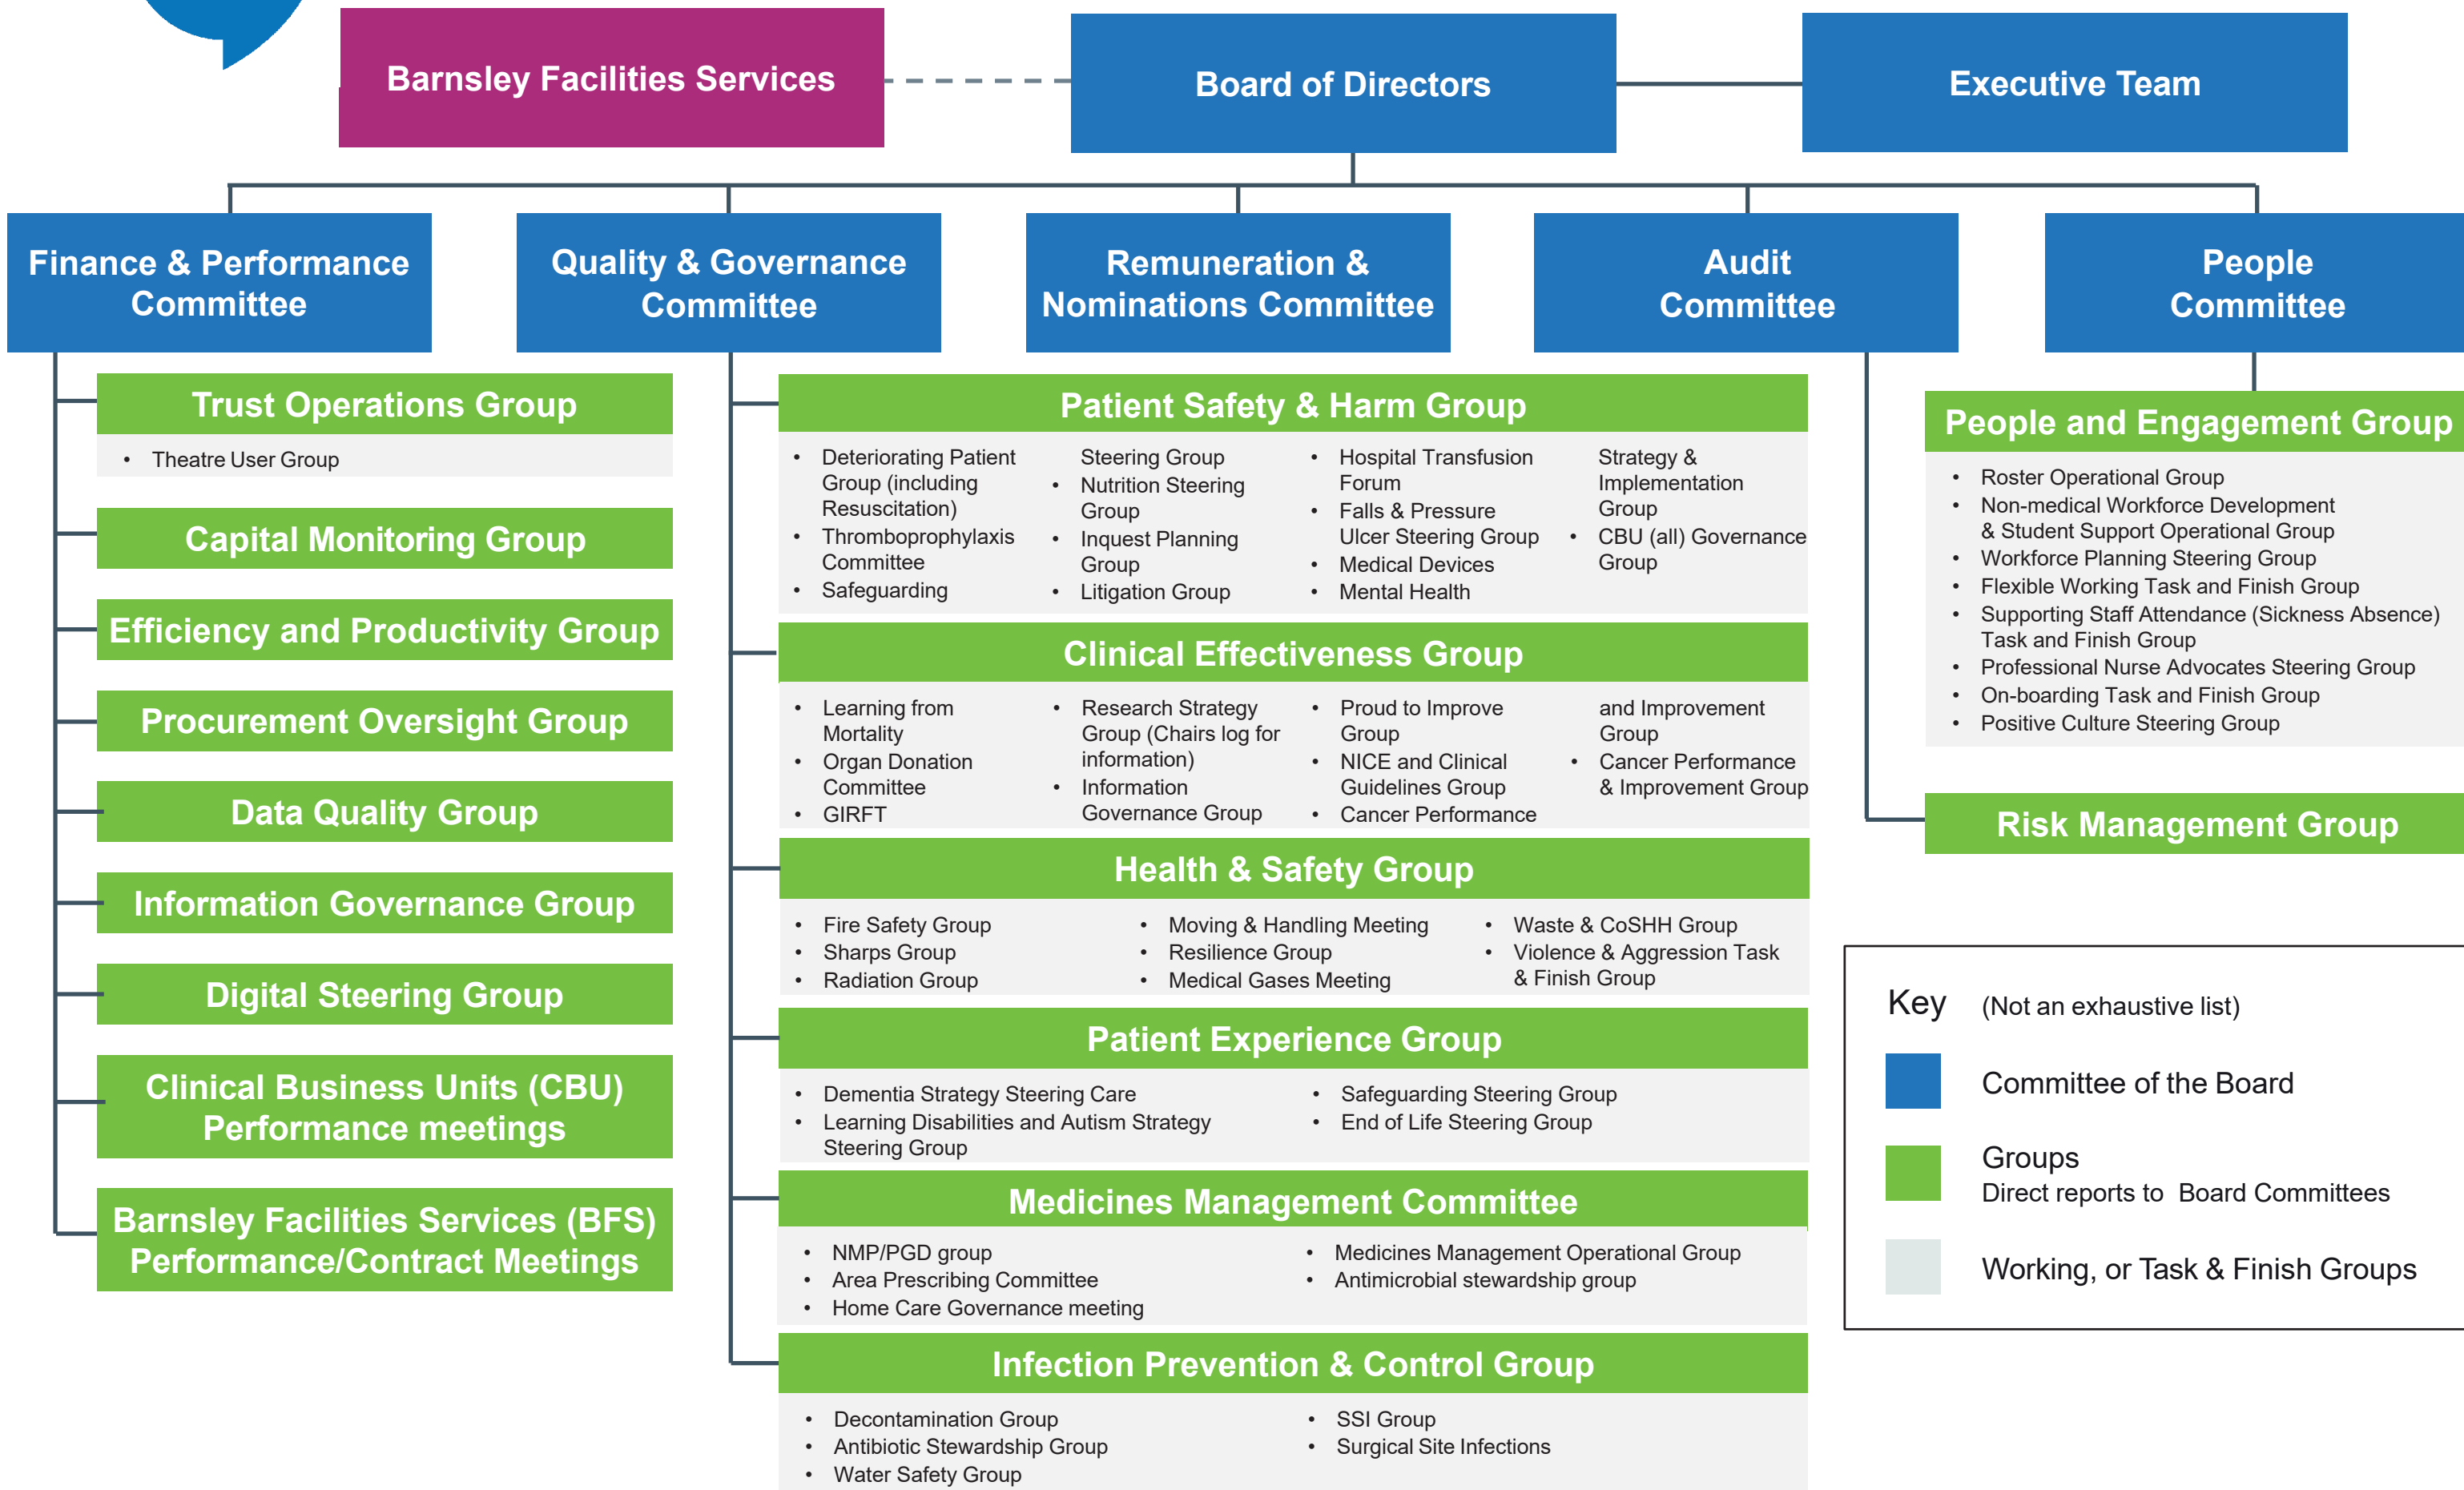 Barnsley Facilities Services
Board of Directors
Executive Team
Finance & Performance
Committee
Quality & Governance
Committee
Remuneration &
Nominations Committee
Audit
Committee
People
Committee
Trust Operations Group
• Theatre User Group
Capital Monitoring Group
Efficiency and Productivity Group
Procurement Oversight Group
Data Quality Group
Information Governance Group
Digital Steering Group
Clinical Business Units (CBU)
Performance meetings
Barnsley Facilities Services (BFS)
Performance/Contract Meetings
Patient Safety & Harm Group
• Deteriorating Patient
Group (including
Resuscitation)
• Thromboprophylaxis
Committee
• Safeguarding
Steering Group
• Nutrition Steering
Group
• Inquest Planning
Group
• Litigation Group
• Hospital Transfusion
Forum
• Falls & Pressure
Ulcer Steering Group
• Medical Devices
• Mental Health
Strategy &
Implementation
Group
• CBU (all) Governance
Group
Clinical Effectiveness Group
• Learning from
Mortality
• Organ Donation
Committee
• GIRFT
• Research Strategy
Group (Chairs log for
information)
• Information
Governance Group
• Proud to Improve
Group
• NICE and Clinical
Guidelines Group
• Cancer Performance
and Improvement
Group
• Cancer Performance
& Improvement Group
Health & Safety Group
• Fire Safety Group
• Sharps Group
• Radiation Group
• Moving & Handling Meeting
• Resilience Group
• Medical Gases Meeting
• Waste & CoSHH Group
• Violence & Aggression Task
& Finish Group
Patient Experience Group
• Dementia Strategy Steering Care
• Learning Disabilities and Autism Strategy
Steering Group
• Safeguarding Steering Group
• End of Life Steering Group
Medicines Management Committee
• NMP/PGD group
• Area Prescribing Committee
• Home Care Governance meeting
• Medicines Management Operational Group
• Antimicrobial stewardship group
Infection Prevention & Control Group
• Decontamination Group
• Antibiotic Stewardship Group
• Water Safety Group
• SSI Group
• Surgical Site Infections
People and Engagement Group
• Roster Operational Group
• Non-medical Workforce Development
& Student Support Operational Group
• Workforce Planning Steering Group
• Flexible Working Task and Finish Group
• Supporting Staff Attendance (Sickness Absence)
Task and Finish Group
• Professional Nurse Advocates Steering Group
• On-boarding Task and Finish Group
• Positive Culture Steering Group
Risk Management Group
Key (Not an exhaustive list)
Committee of the Board
Groups
Direct reports to Board Committees
Working, or Task & Finish Groups